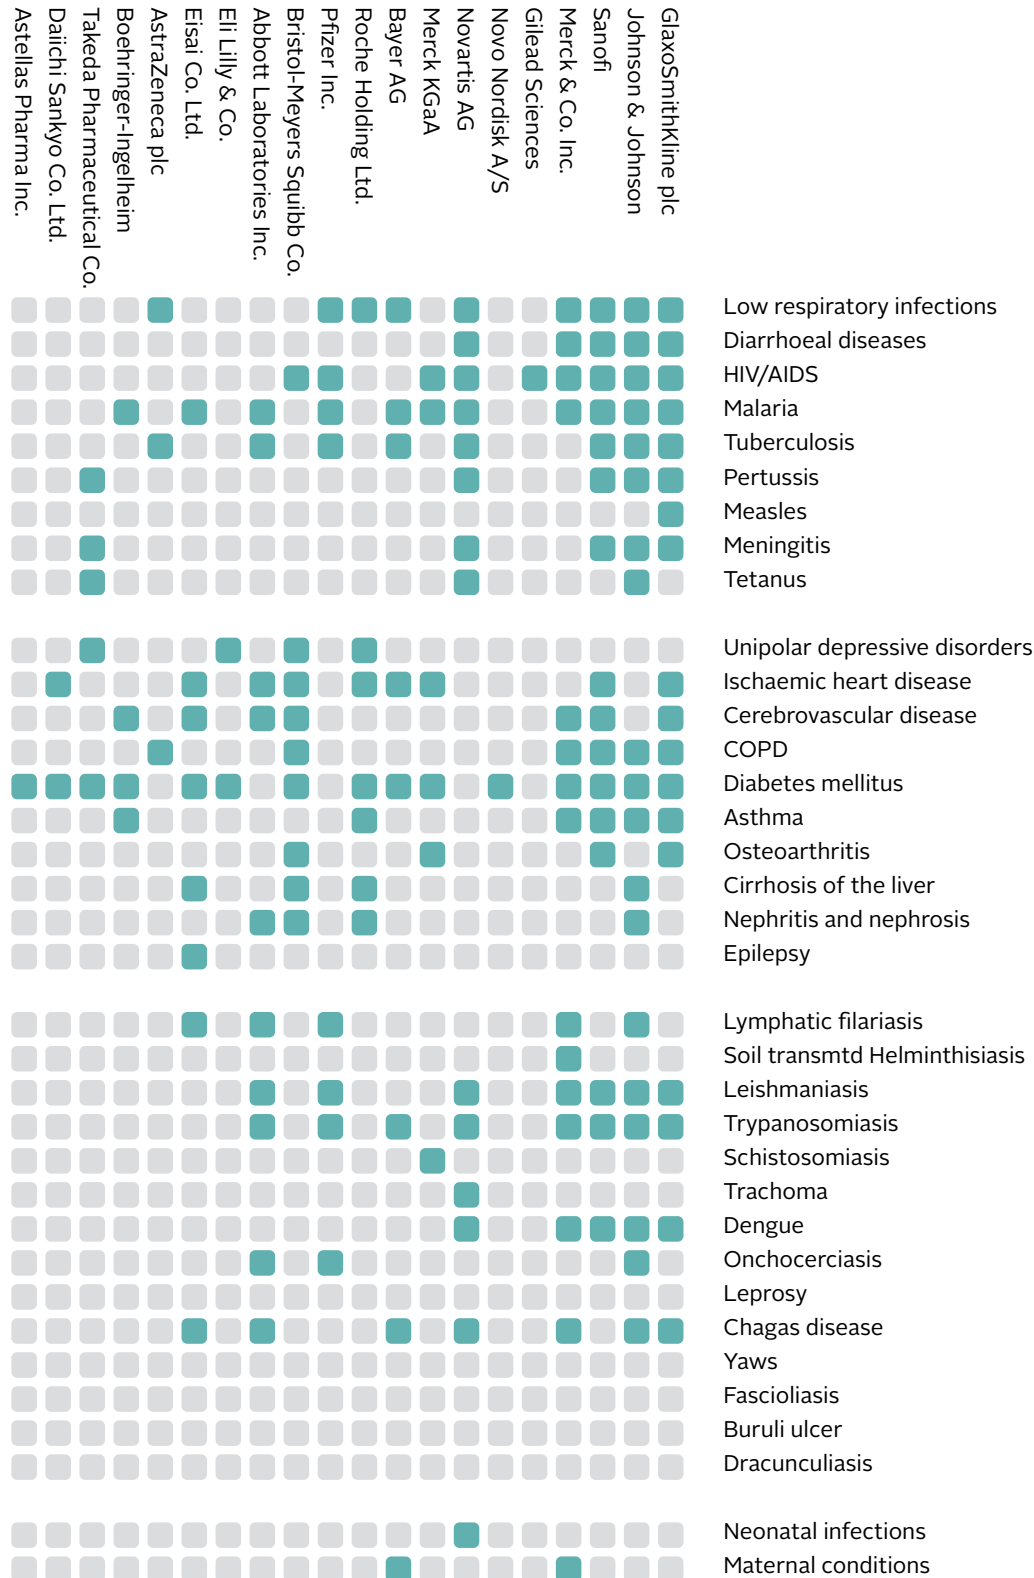 Astellas Pharma Inc.
Daiichi Sankyo Co. Ltd.
Takeda Pharmaceutical Co.
Boehringer-Ingelheim
AstraZeneca plc
Eisai Co. Ltd.
Eli Lilly & Co.
Abbott Laboratories Inc.
Bristol-Meyers Squibb Co.
Pfizer Inc.
Roche Holding Ltd.
Bayer AG
Merck KGaA
Novartis AG
Novo Nordisk A/S
Gilead Sciences
Merck & Co. Inc.
Sanofi
Johnson & Johnson
GlaxoSmithKline plc
Low respiratory infections
Diarrhoeal diseases
HIV/AIDS
Malaria
Tuberculosis
Pertussis
Measles
Meningitis
Tetanus
Unipolar depressive disorders
Ischaemic heart disease
Cerebrovascular disease
COPD
Diabetes mellitus
Asthma
Osteoarthritis
Cirrhosis of the liver
Nephritis and nephrosis
Epilepsy
Lymphatic filariasis
Soil transmtd Helminthisiasis
Leishmaniasis
Trypanosomiasis
Schistosomiasis
Trachoma
Dengue
Onchocerciasis
Leprosy
Chagas disease
Yaws
Fascioliasis
Buruli ulcer
Dracunculiasis
Neonatal infections
Maternal conditions